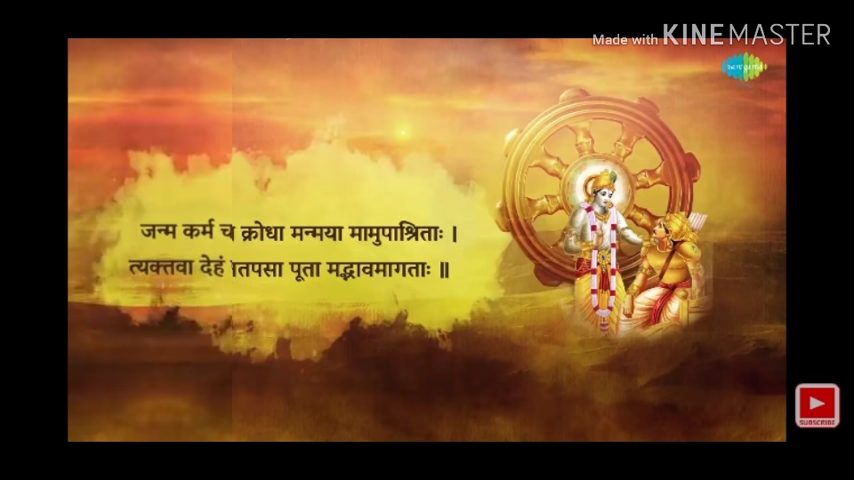 Made with KINEMASTER
जन्म कर्म च क्रोधा मन्मया मामुपाश्रिताः ।
त्यक्तवा देहं ातपसा पूता मद्भावमागताः ॥
SUBSCRIBE